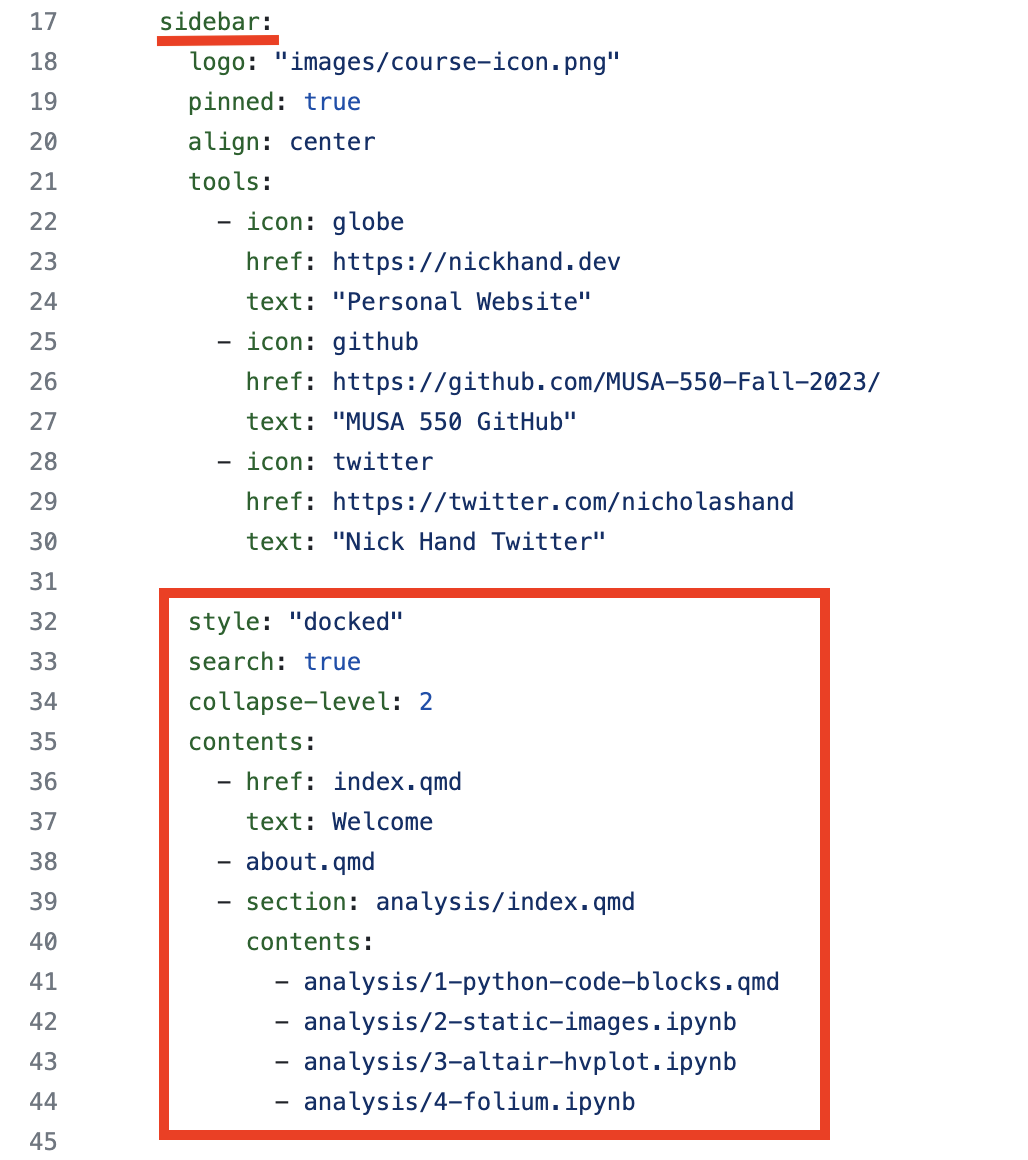 17 sidebar:
18 logo: "images/course-icon.png"
19 pinned: true
20 align: center
21 tools:
22 - icon: globe
23 href: https://nickhand.dev
24 text: "Personal Website"
25 - icon: github
26 href: https://github.com/MUSA-550-Fall-2023/
27 text: "MUSA 550 GitHub"
28 - icon: twitter
29 href: https://twitter.com/nicholashand
30 text: "Nick Hand Twitter"
31
32 style: "docked"
33 search: true
34 collapse-level: 2
35 contents:
36 - href: index.qmd
37 text: Welcome
38 - about.qmd
39 - section: analysis/index.qmd
40 contents:
41 - analysis/1-python-code-blocks.qmd
42 - analysis/2-static-images.ipynb
43 - analysis/3-altair-hvplot.ipynb
44 - analysis/4-folium.ipynb
45